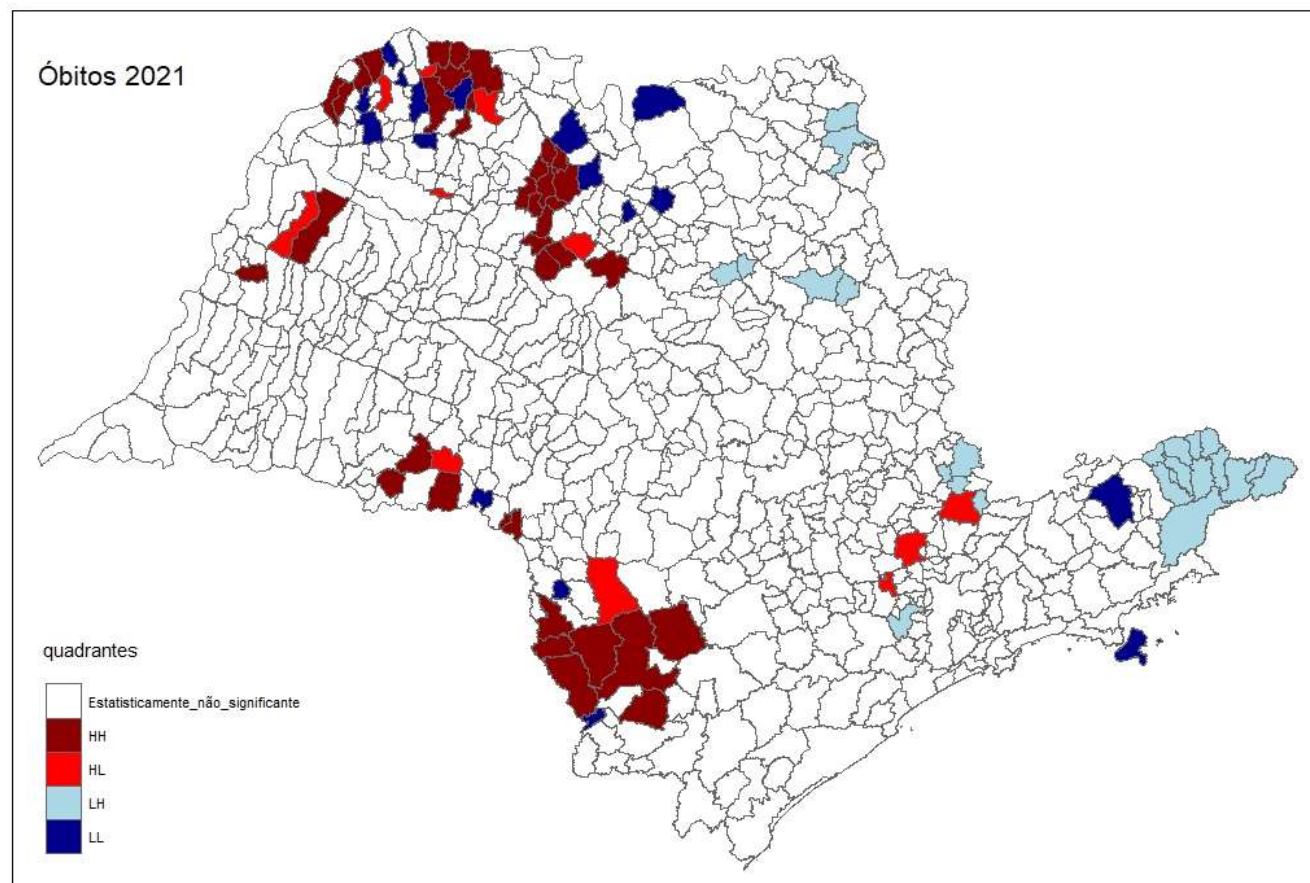 Óbitos 2021
quadrantes
Estatisticamente_não_significante
HH
HL
LH
LL